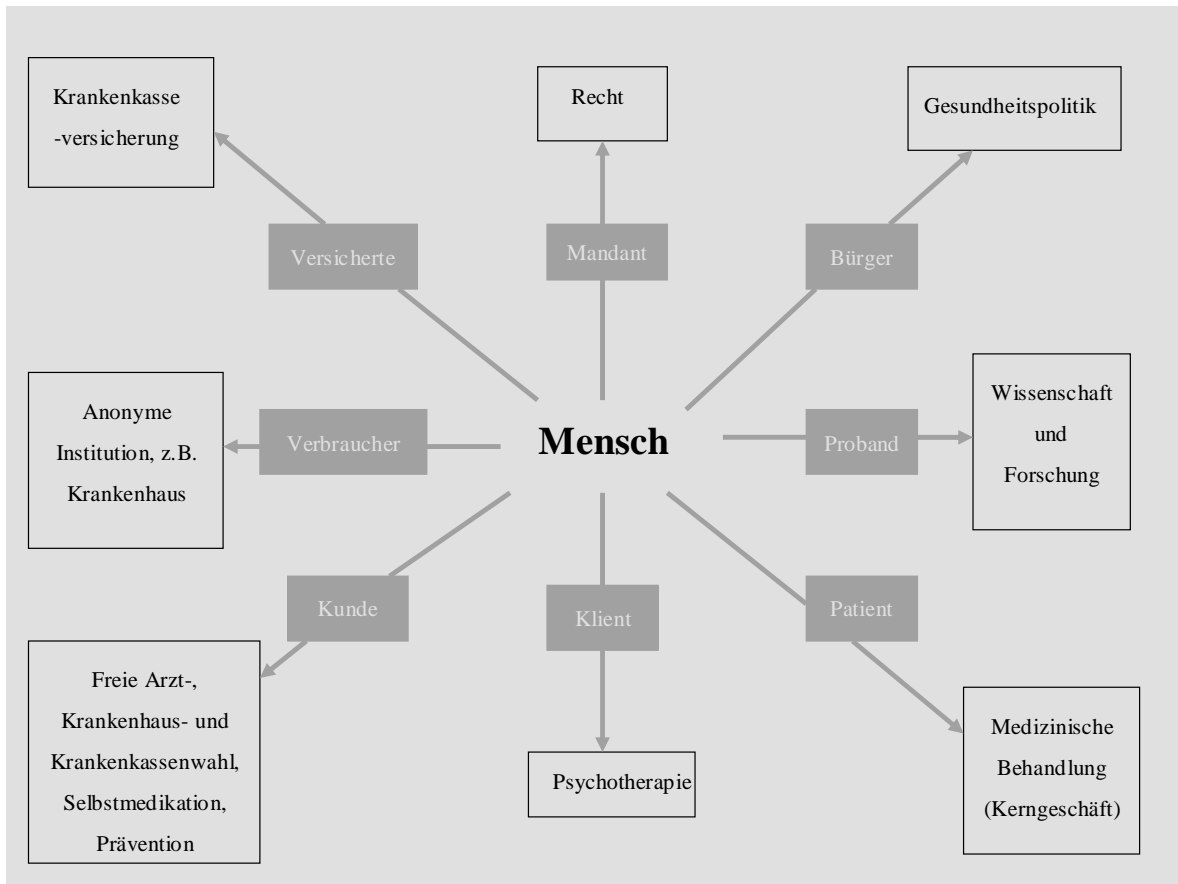 Krankenkasse
-versicherung
Recht
Gesundheitspolitik
Versicherte
Mandant
Bürger
Anonyme
Institution, z.B.
Krankenhaus
Verbraucher
Mensch
Proband
Wissenschaft
und
Forschung
Kunde
Klient
Patient
Freie Arzt-,
Krankenhaus- und
Krankenkassenwahl,
Selbstmedikation,
Prävention
Psychotherapie
Medizinische
Behandlung
(Kerngeschäft)